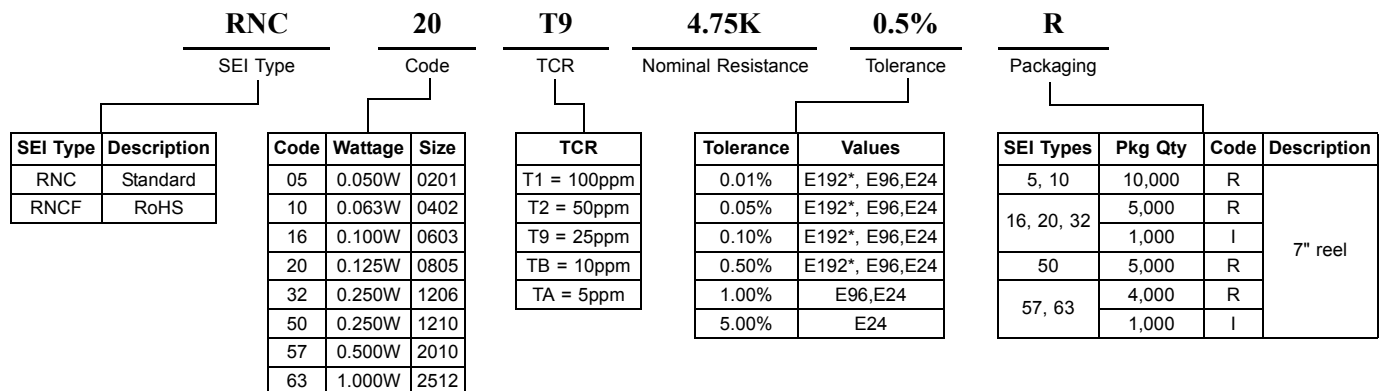 RNC 20 T9 4.75K 0.5% R
SEI Type Code TCR Nominal Resistance Tolerance Packaging
SEI Type Description
RNC Standard
RNCF RoHS
Code Wattage Size
05 0.050W 0201
10 0.063W 0402
16 0.100W 0603
20 0.125W 0805
32 0.250W 1206
50 0.250W 1210
57 0.500W 2010
63 1.000W 2512
TCR
T1 = 100ppm
T2 = 50ppm
T9 = 25ppm
TB = 10ppm
TA = 5ppm
Tolerance Values
0.01% E192*, E96,E24
0.05% E192*, E96,E24
0.10% E192*, E96,E24
0.50% E192*, E96,E24
1.00% E96,E24
5.00% E24
SEI Types Pkg Qty Code Description
5, 10 10,000 R
16, 20, 32 5,000 R
1,000 I
7" reel
50 5,000 R
57, 63 4,000 R
1,000 I